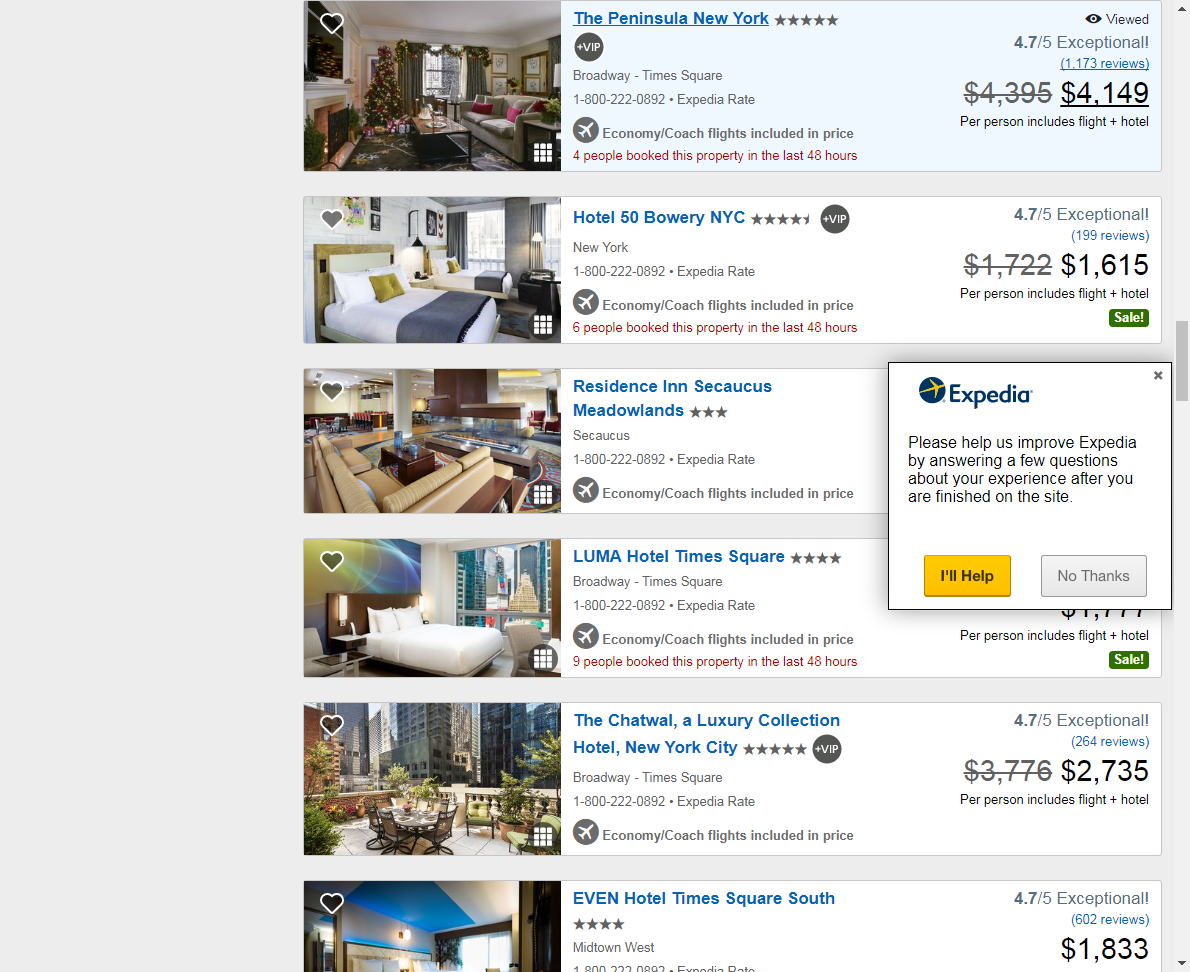 The Peninsula New York
+VIP
Broadway - Times Square
1-800-222-0892 • Expedia Rate
Economy/Coach flights included in price
4 people booked this property in the last 48 hours
Viewed
4.7/5 Exceptional!
(1,173 reviews)
$4,395 $4,149
Per person includes flight + hotel
Hotel 50 Bowery NYC +VIP
New York
1-800-222-0892 • Expedia Rate
Economy/Coach flights included in price
6 people booked this property in the last 48 hours
4.7/5 Exceptional!
(199 reviews)
$1,722 $1,615
Per person includes flight + hotel
Sale!
Residence Inn Secaucus
Meadowlands
Secaucus
1-800-222-0892 • Expedia Rate
Economy/Coach flights included in price
Expedia
Please help us improve Expedia
by answering a few questions
about your experience after you
are finished on the site.
I'll Help
No Thanks
LUMA Hotel Times Square
Broadway - Times Square
1-800-222-0892 • Expedia Rate
Economy/Coach flights included in price
9 people booked this property in the last 48 hours
Per person includes flight + hotel
Sale!
The Chatwal, a Luxury Collection
Hotel, New York City +VIP
Broadway - Times Square
1-800-222-0892 • Expedia Rate
Economy/Coach flights included in price
4.7/5 Exceptional!
(264 reviews)
$3,776 $2,735
Per person includes flight + hotel
EVEN Hotel Times Square South
Midtown West
1-800-222-0892 • Expedia Rate
4.7/5 Exceptional!
(602 reviews)
$1,833